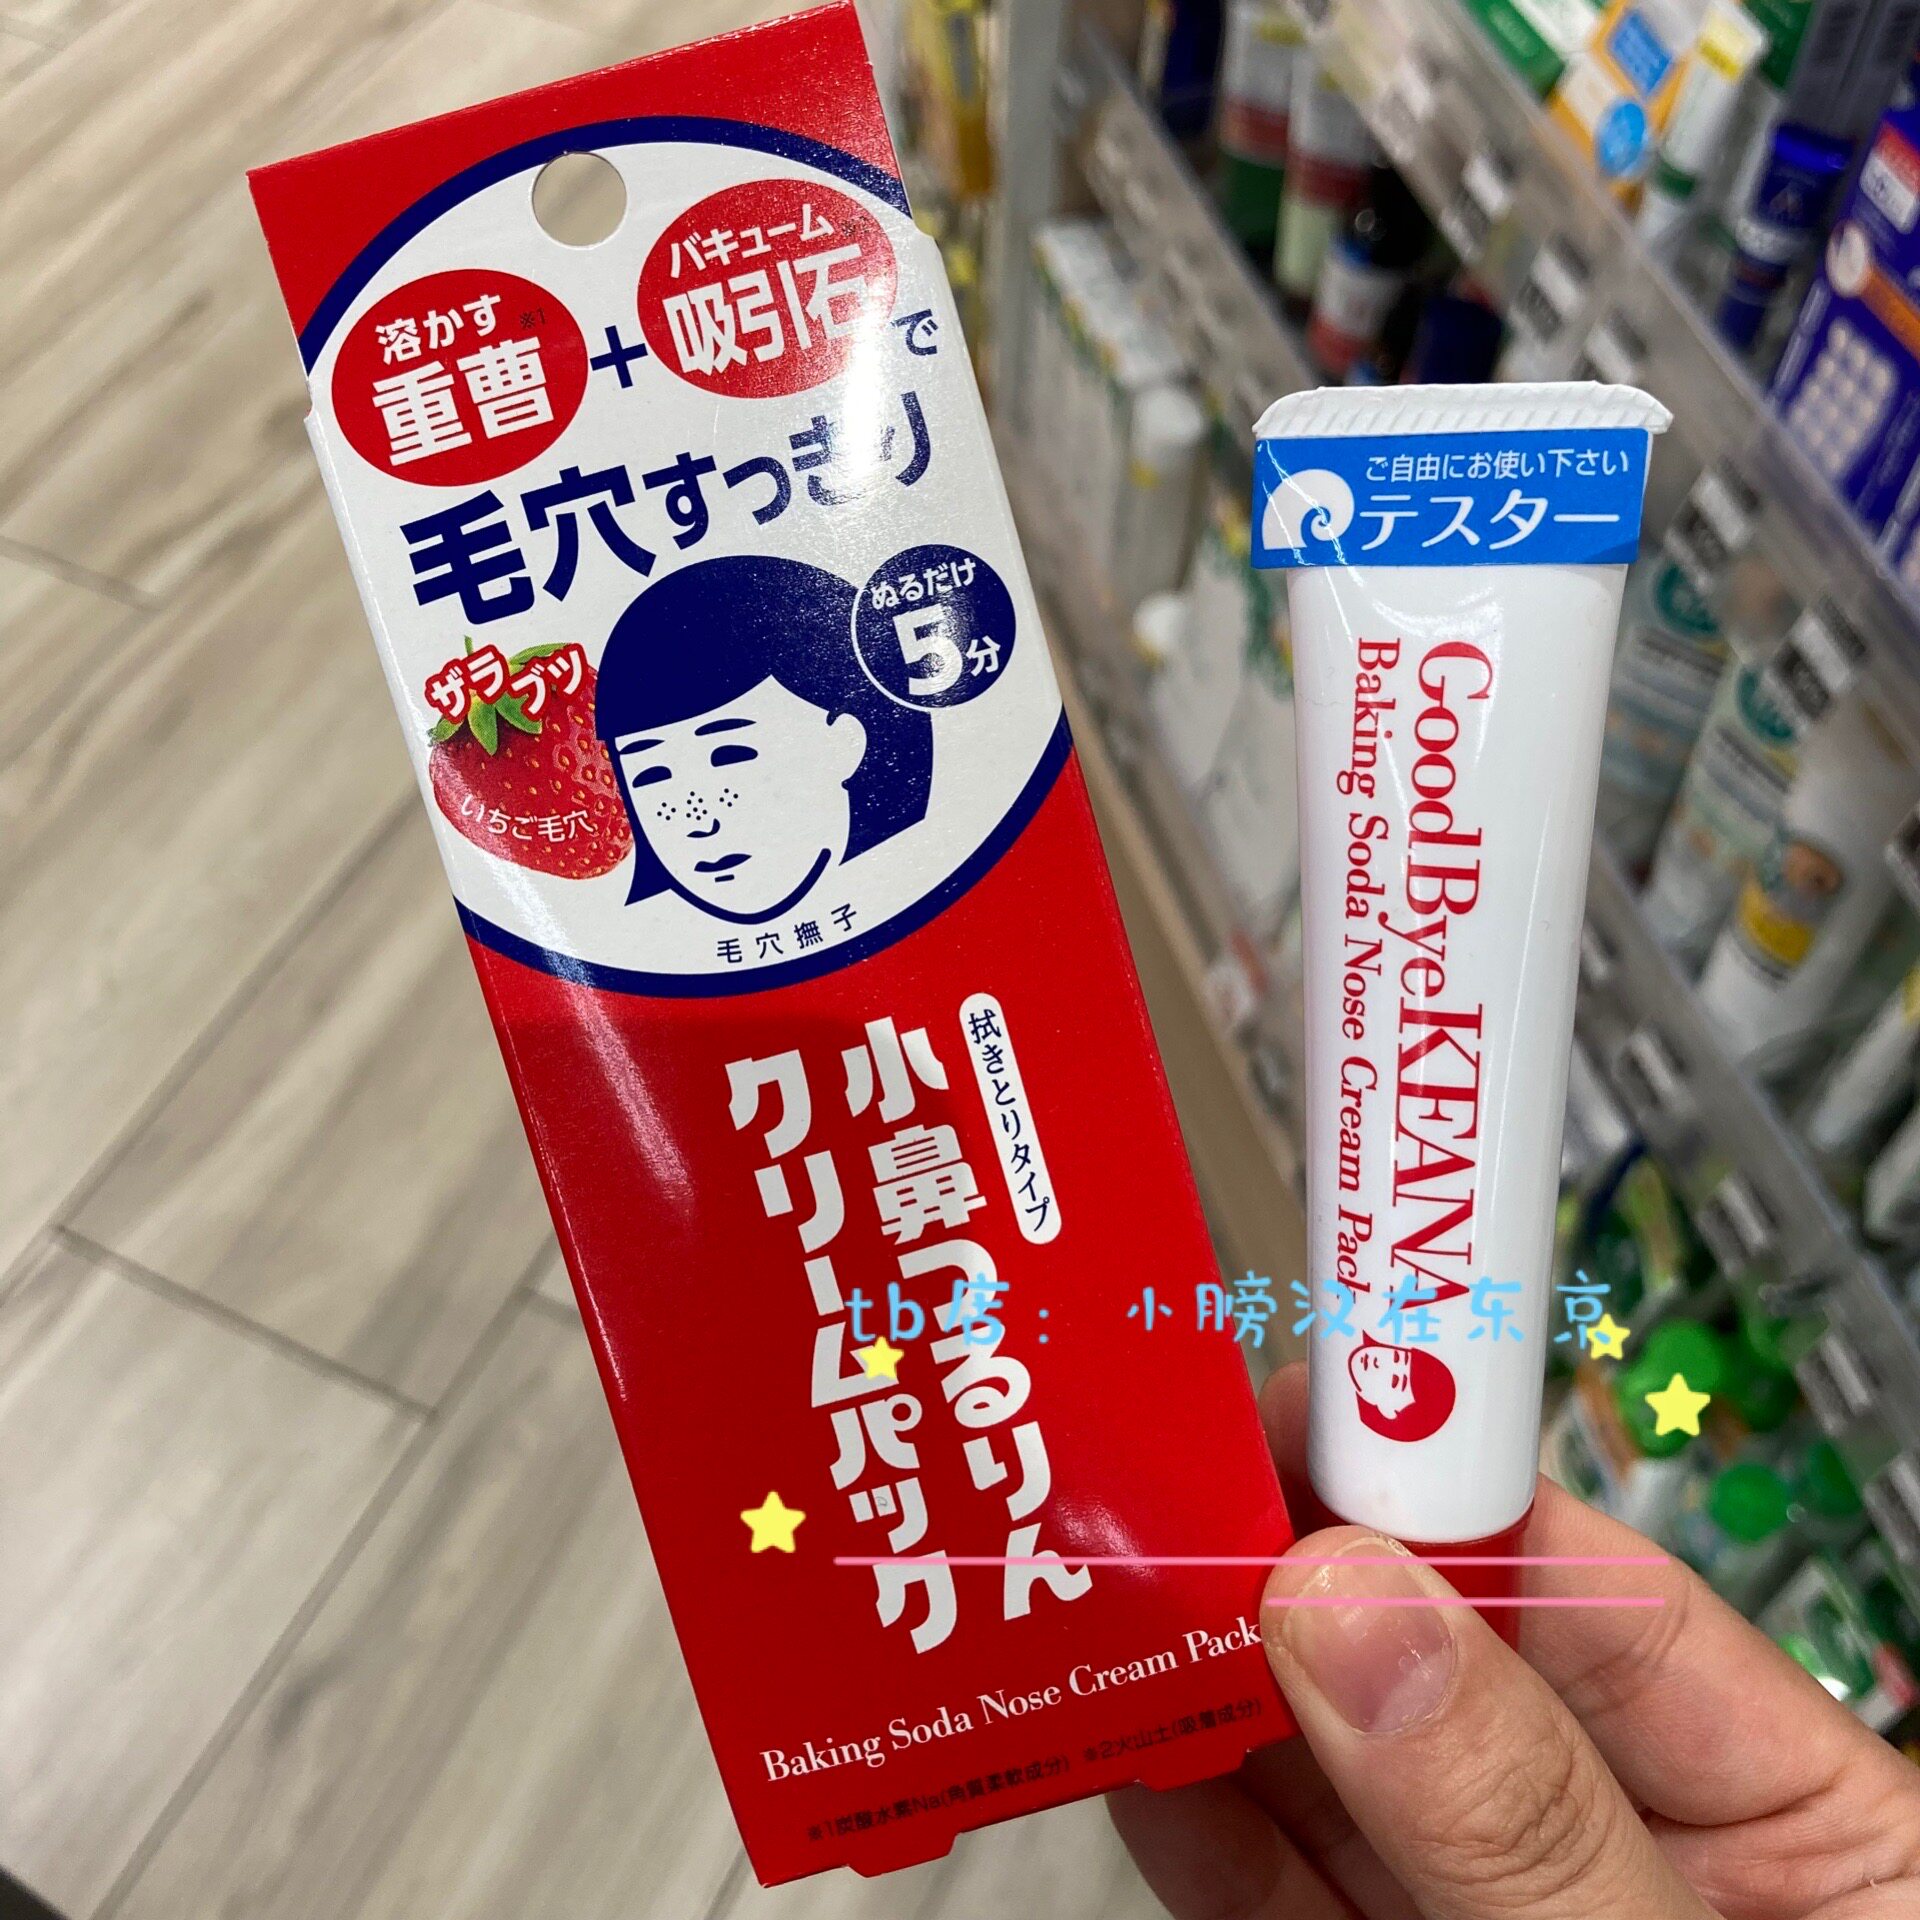 溶かす
重曹
※1
+
バキューム
※2
吸引石
で
毛穴すっきり
ぬるだけ
5分
ザラ
ブツ
いちご毛穴
毛穴撫子
拭きとりタイプ
小鼻つるりん
クリームパック
Baking Soda Nose Cream Pack
※1炭酸水素Na(角質柔軟成分) ※2火山土(吸着成分)
ご自由にお使い下さい
テスター
GoodByeKEANA
Baking Soda Nose Cream Pack
tb店：小膀汉在东京